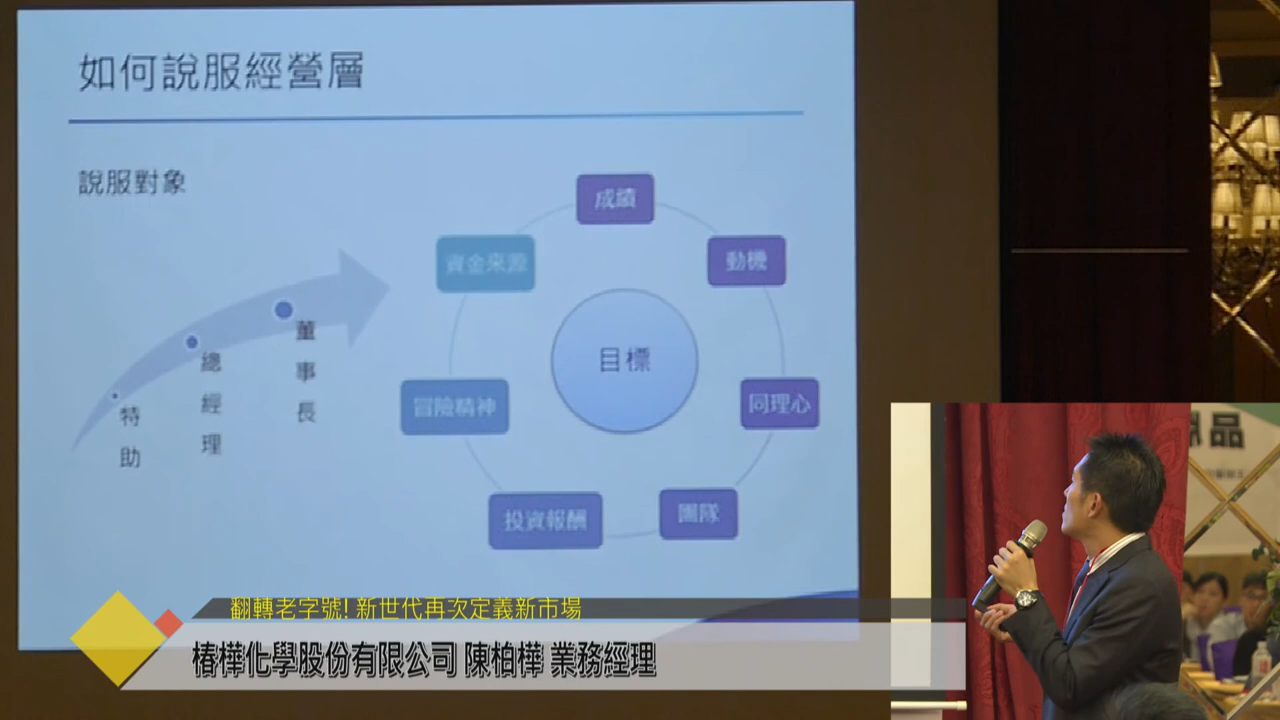 如何說服經營層
說服對象
特助
總經理
董事長
成績
動機
同理心
團隊
投資報酬
冒險精神
資金來源
目標
品
翻轉老字號! 新世代再次定義新市場
椿樺化學股份有限公司 陳柏樺 業務經理